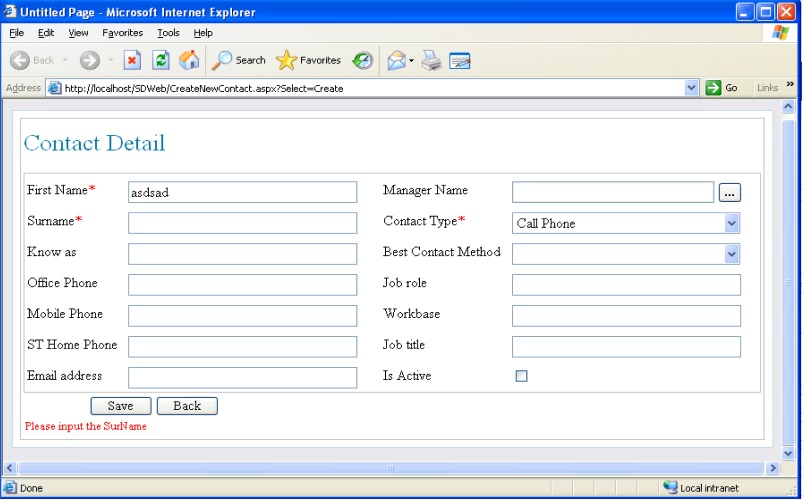 Untitled Page - Microsoft Internet Explorer
File Edit View Favorites Tools Help
Back Search Favorites
Address http://localhost/SDWeb/CreateNewContact.aspx?Select=Create Go Links »
Contact Detail
First Name* asdsad Manager Name ...
Surname* Contact Type* Call Phone
Know as Best Contact Method
Office Phone Job role
Mobile Phone Workbase
ST Home Phone Job title
Email address Is Active
Save Back
Please input the SurName
Done Local intranet